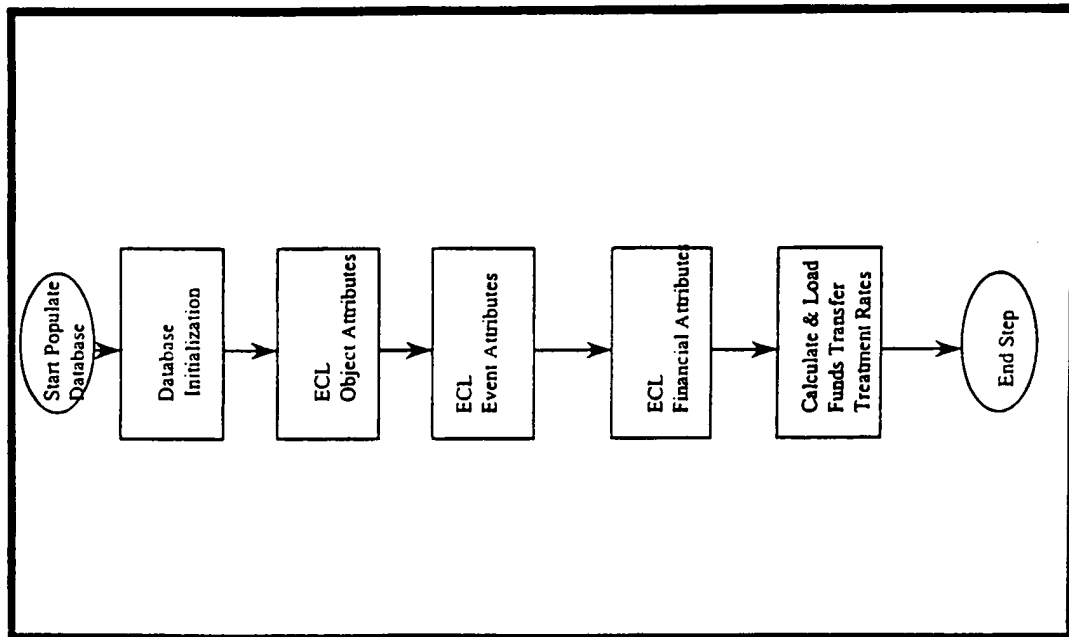 Start Populate
Database
Database
Initialization
ECL
Object Attributes
ECL
Event Attributes
ECL
Financial Attributes
Calculate & Load
Funds Transfer
Treatment Rates
End Step